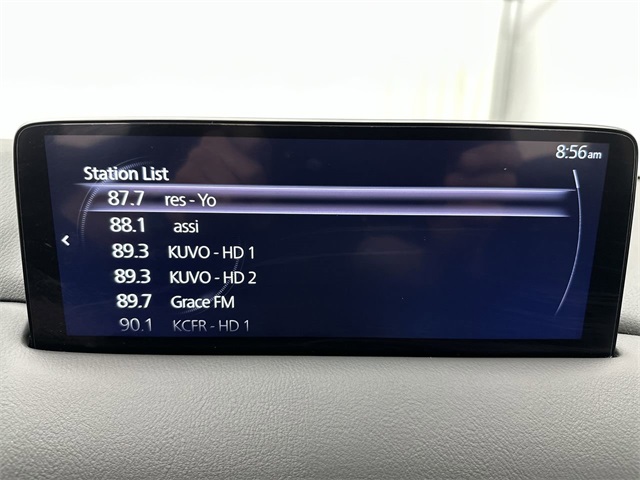 8:56am
Station List
87.7 res - Yo
88.1 assi
89.3 KUVO - HD 1
89.3 KUVO - HD 2
89.7 Grace FM
90.1 KCFR - HD 1